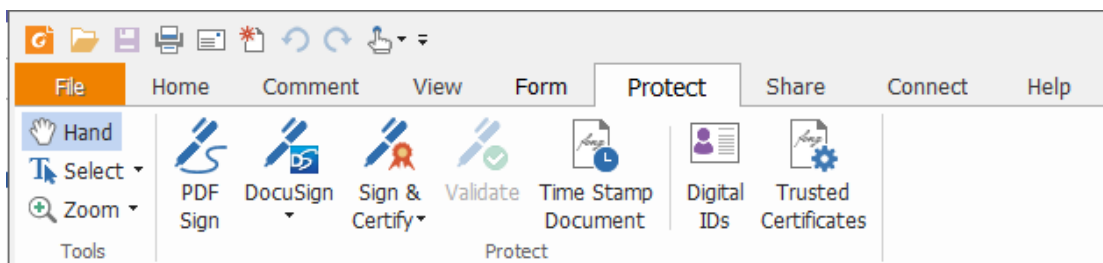 File Home Comment View Form Protect Share Connect Help
Hand
Select
Zoom
Tools
PDF
Sign
DocuSign
Sign &
Certify
Validate
Time Stamp
Document
Digital
IDs
Trusted
Certificates
Protect